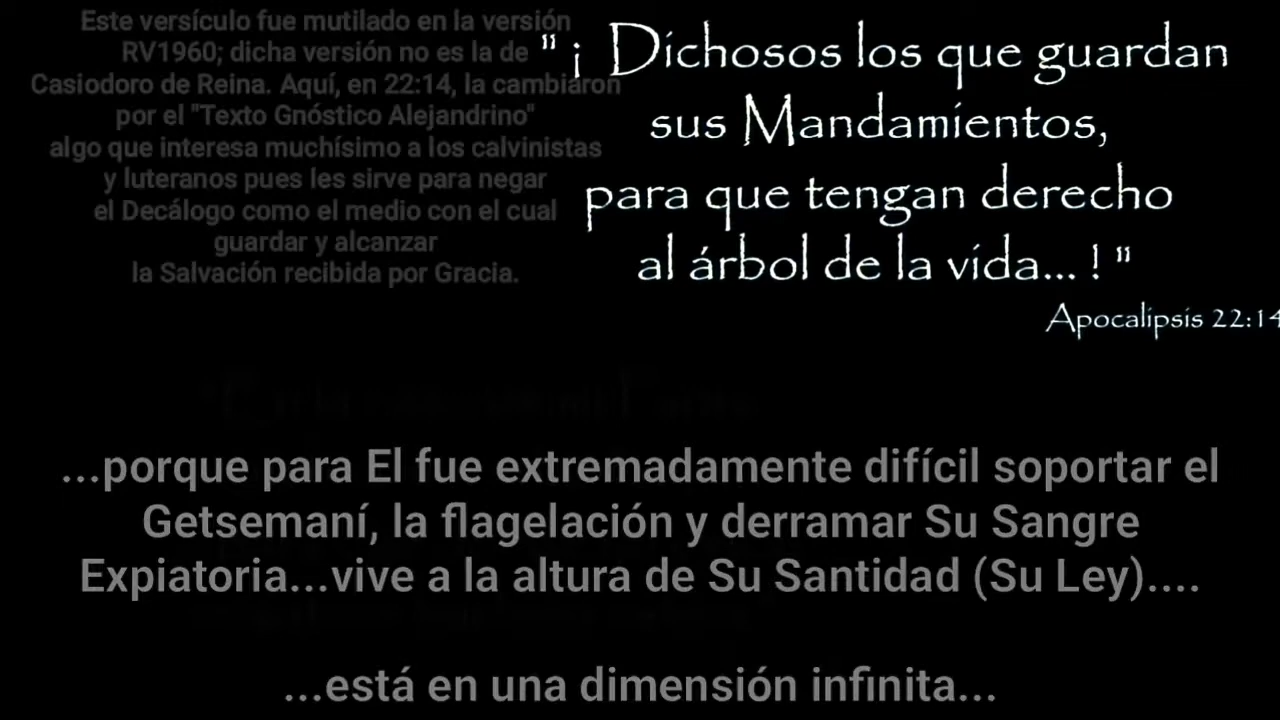 Este versículo fue mutilado en la versión
RV1960; dicha versión no es la de
Casiodoro de Reina. Aquí, en 22:14, la cambiaron
por el "Texto Gnóstico Alejandrino"
algo que interesa muchísimo a los calvinistas
y luteranos pues les sirve para negar
el Decálogo como el medio con el cual
guardar y alcanzar
la Salvación recibida por Gracia.
" ¡ Dichosos los que guardan
sus Mandamientos,
para que tengan derecho
al árbol de la vida... ! "
Apocalipsis 22:14
...porque para El fue extremadamente difícil soportar el
Getsemaní, la flagelación y derramar Su Sangre
Expiatoria...vive a la altura de Su Santidad (Su Ley)....
...está en una dimensión infinita...